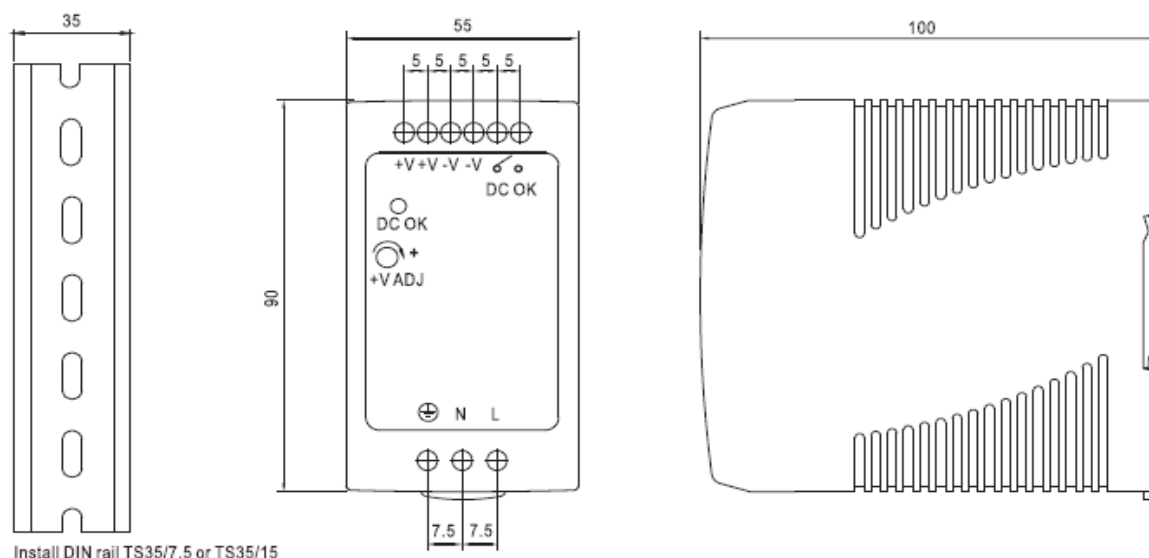 35
55
100
5 5 5 5 5
+V +V -V -V
DC OK
DC OK
+
+V ADJ
90
N L
7.5 7.5
Install DIN rail TS35/7.5 or TS35/15